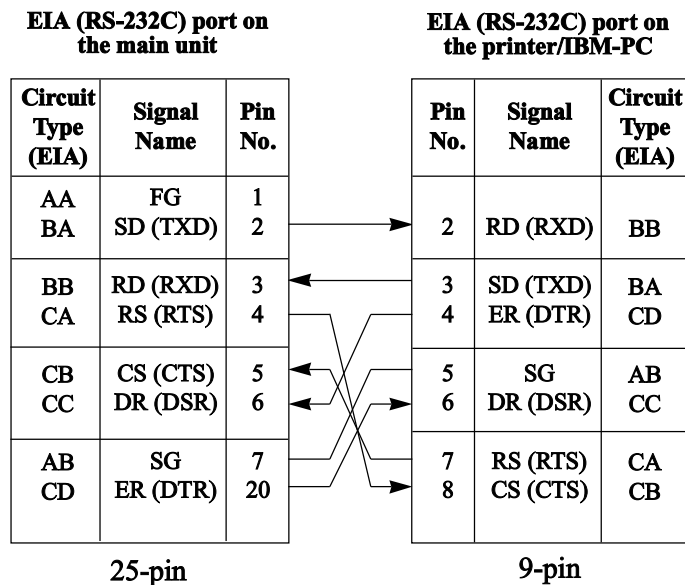 EIA (RS-232C) port on
the main unit
Circuit
Type
(EIA)
Signal
Name
Pin
No.
AA FG 1
BA SD (TXD) 2
BB RD (RXD) 3
CA RS (RTS) 4
CB CS (CTS) 5
CC DR (DSR) 6
AB SG 7
CD ER (DTR) 20
25-pin
EIA (RS-232C) port on
the printer/IBM-PC
Pin
No.
Signal
Name
Circuit
Type
(EIA)
2 RD (RXD) BB
3 SD (TXD) BA
4 ER (DTR) CD
5 SG AB
6 DR (DSR) CC
7 RS (RTS) CA
8 CS (CTS) CB
9-pin